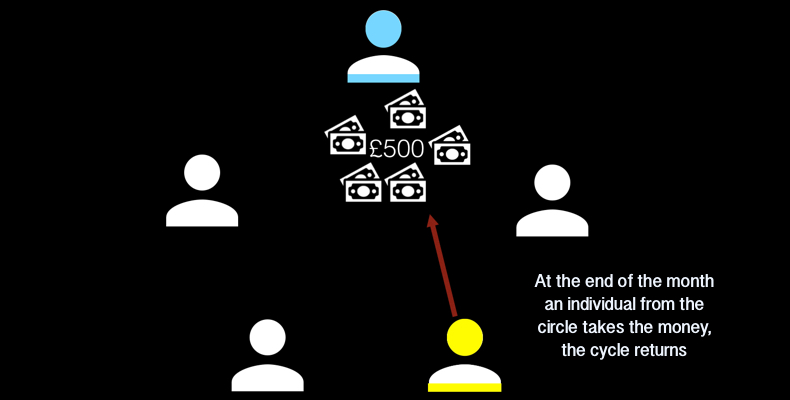 £500
At the end of the month
an individual from the
circle takes the money,
the cycle returns